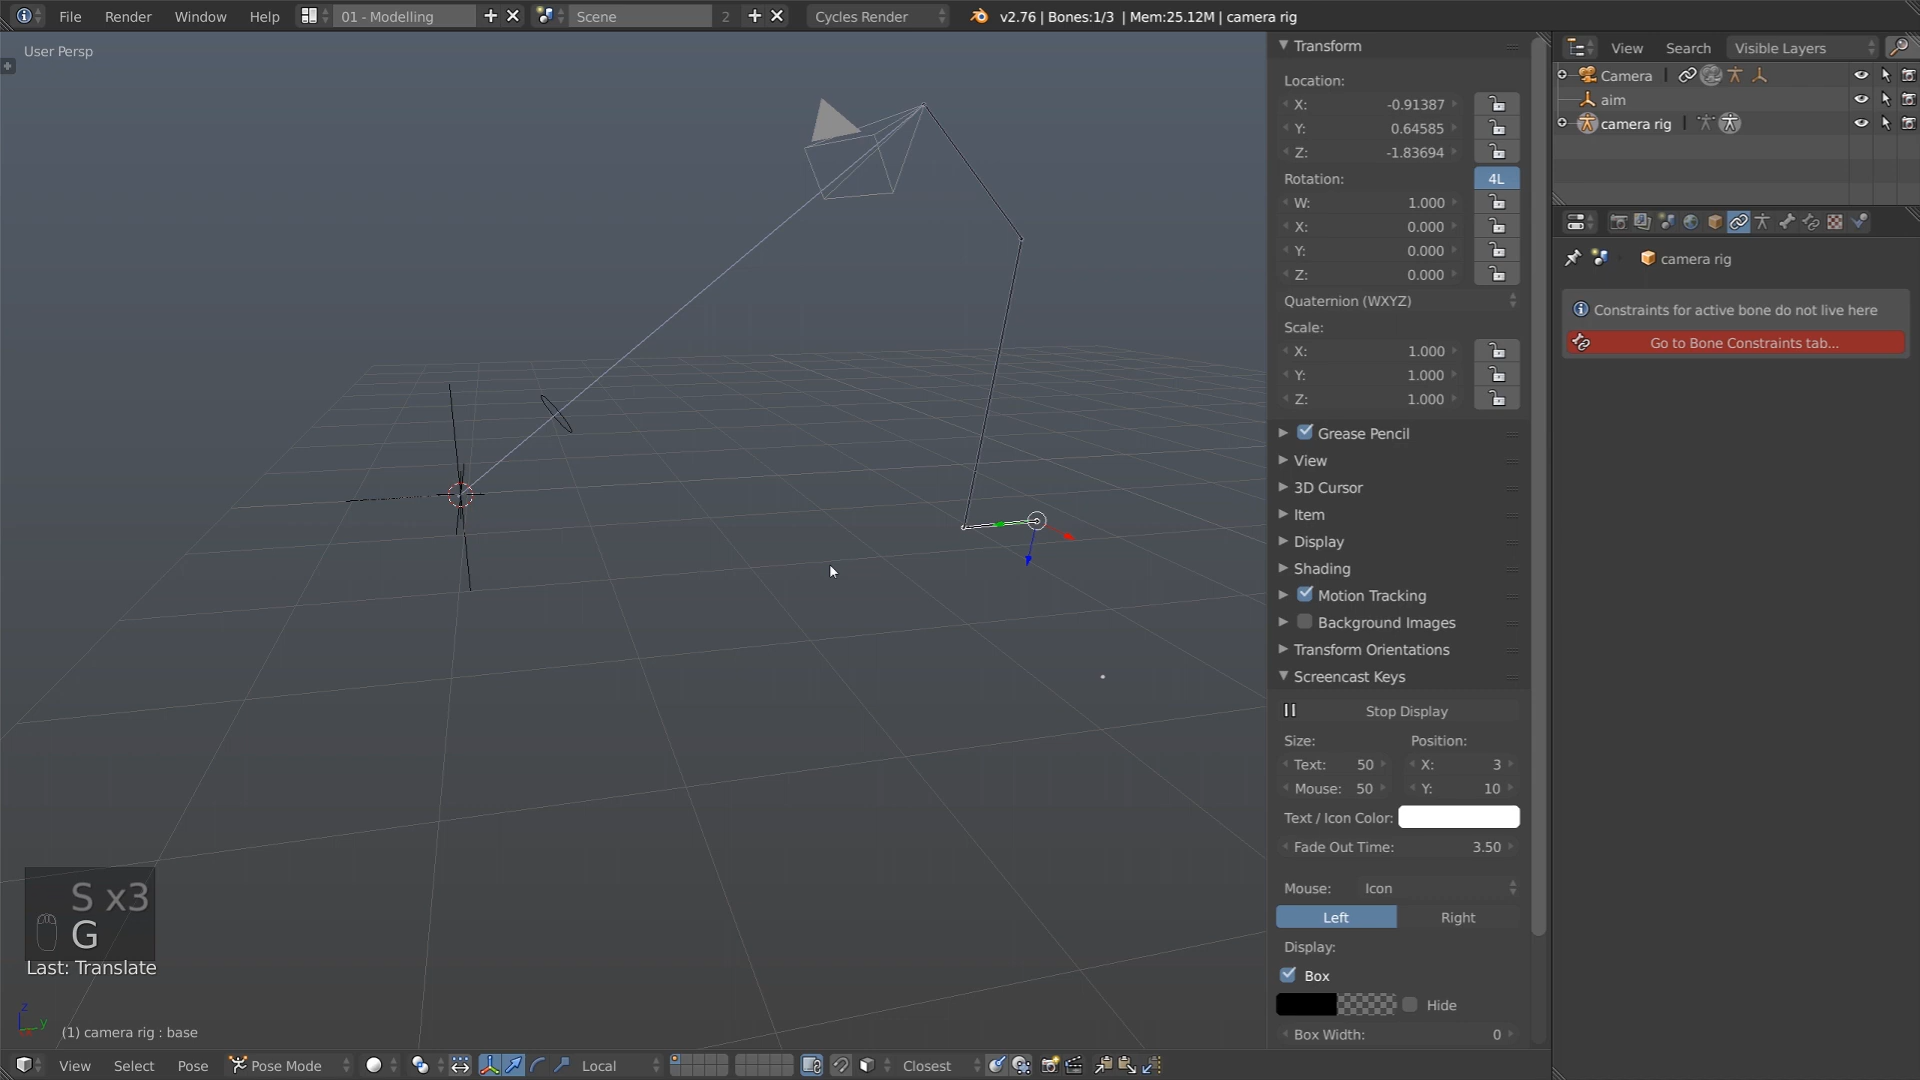 File Render Window Help 01 - Modelling Scene 2 Cycles Render v2.76 | Bones:1/3 | Mem:25.12M | camera rig
User Persp
Transform
Location:
X: -0.91387
Y: 0.64585
Z: -1.83694
Rotation: 4L
W: 1.000
X: 0.000
Y: 0.000
Z: 0.000
Quaternion (WXYZ)
Scale:
X: 1.000
Y: 1.000
Z: 1.000
Grease Pencil
View
3D Cursor
Item
Display
Shading
Motion Tracking
Background Images
Transform Orientations
Screencast Keys
Stop Display
Size: Position:
Text: 50 X: 3
Mouse: 50 Y: 10
Text / Icon Color:
Fade Out Time: 3.50
Mouse: Icon
Left Right
Display:
Box
Hide
Box Width: 0
View Search Visible Layers
Camera
aim
camera rig
camera rig
Constraints for active bone do not live here
Go to Bone Constraints tab...
S x3
G
Last: Translate
z
y
(1) camera rig : base
View Select Pose Pose Mode Local Closest